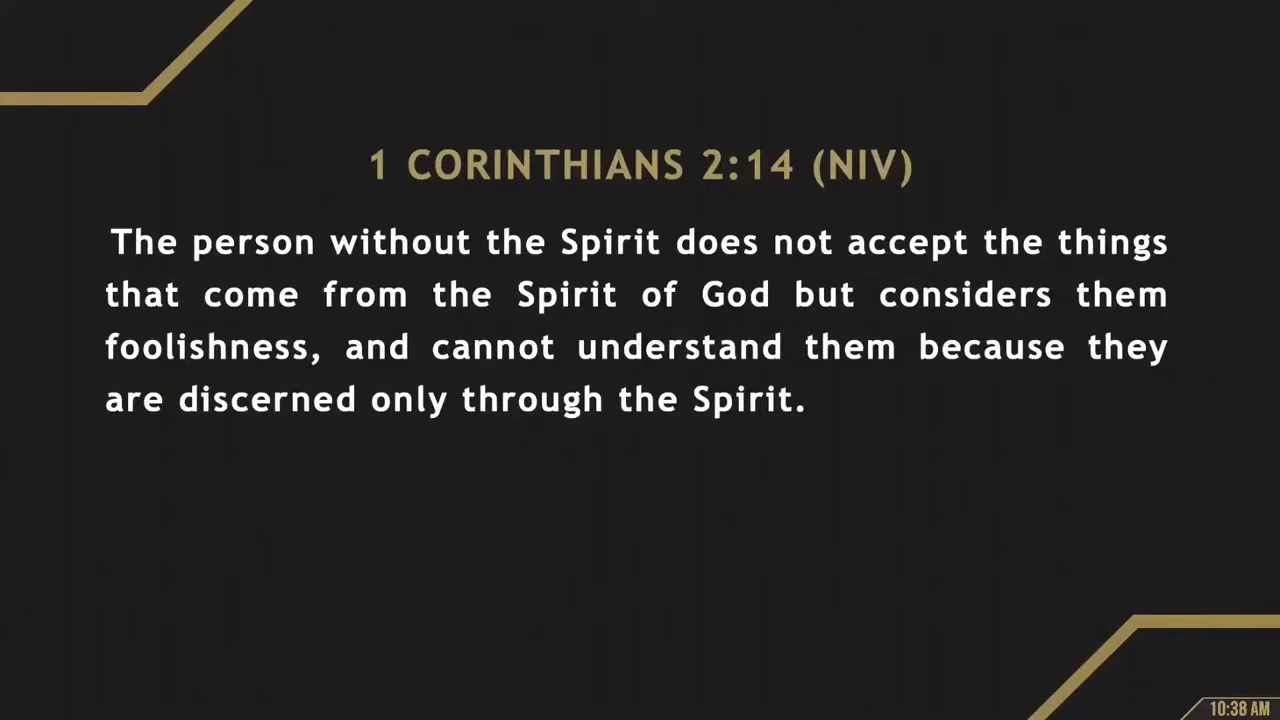 1 CORINTHIANS 2:14 (NIV)
The person without the Spirit does not accept the things
that come from the Spirit of God but considers them
foolishness, and cannot understand them because they
are discerned only through the Spirit.
10:38 AM